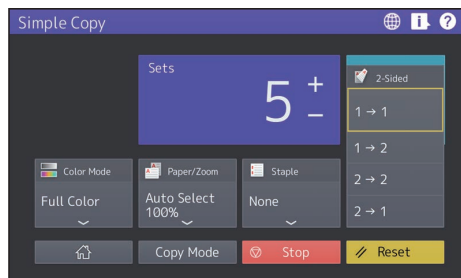 Simple Copy
Sets
5 + −
2-Sided
1 → 1
1 → 2
2 → 2
2 → 1
Color Mode
Full Color
Paper/Zoom
Auto Select
100%
Staple
None
Copy Mode
Stop
Reset